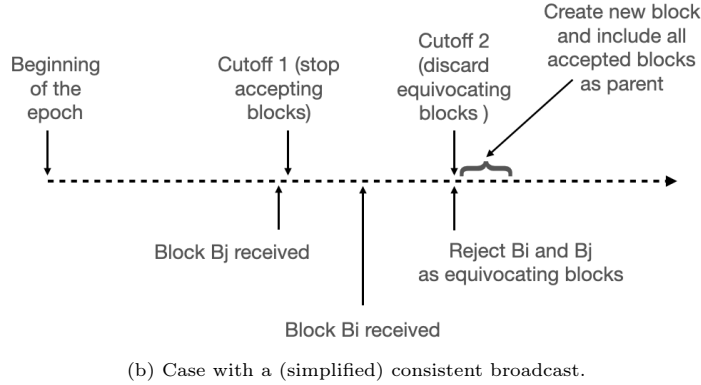 Beginning
of the
epoch
Cutoff 1 (stop
accepting
blocks)
Cutoff 2
(discard
equivocating
blocks )
Create new block
and include all
accepted blocks
as parent
Block Bj received
Block Bi received
Reject Bi and Bj
as equivocating blocks
(b) Case with a (simplified) consistent broadcast.